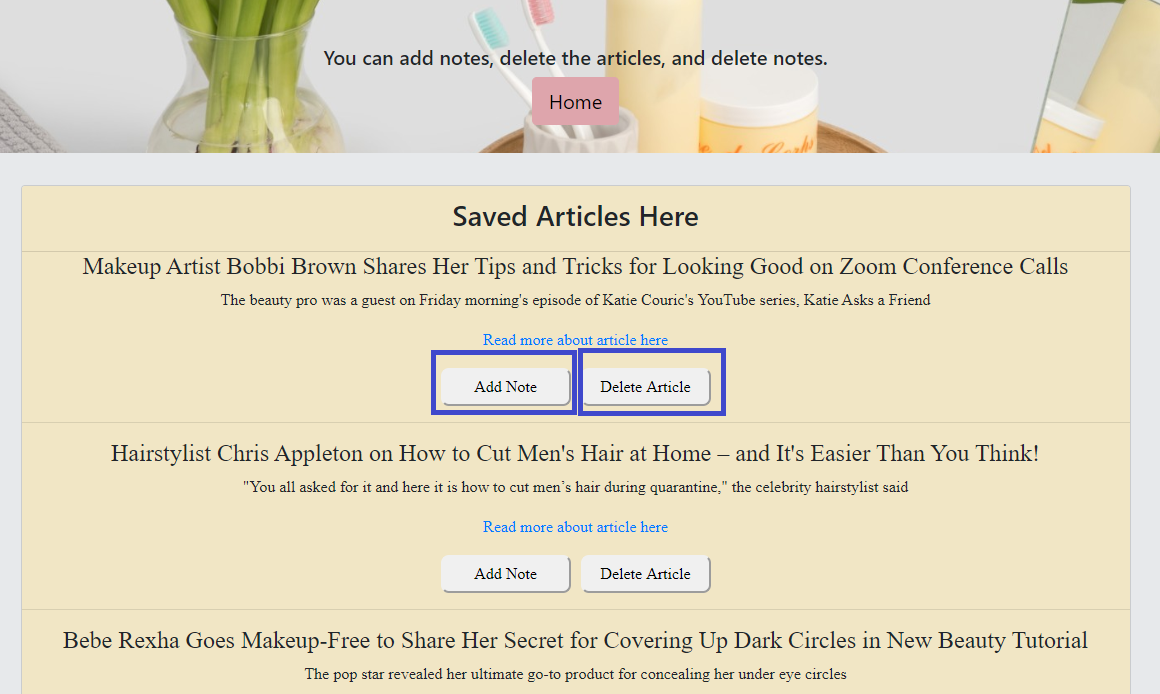 You can add notes, delete the articles, and delete notes.
Home
Saved Articles Here
Makeup Artist Bobbi Brown Shares Her Tips and Tricks for Looking Good on Zoom Conference Calls
The beauty pro was a guest on Friday morning's episode of Katie Couric's YouTube series, Katie Asks a Friend
Read more about article here
Add Note Delete Article
Hairstylist Chris Appleton on How to Cut Men's Hair at Home – and It's Easier Than You Think!
"You all asked for it and here it is how to cut men’s hair during quarantine," the celebrity hairstylist said
Read more about article here
Add Note Delete Article
Bebe Rexha Goes Makeup-Free to Share Her Secret for Covering Up Dark Circles in New Beauty Tutorial
The pop star revealed her ultimate go-to product for concealing her under eye circles